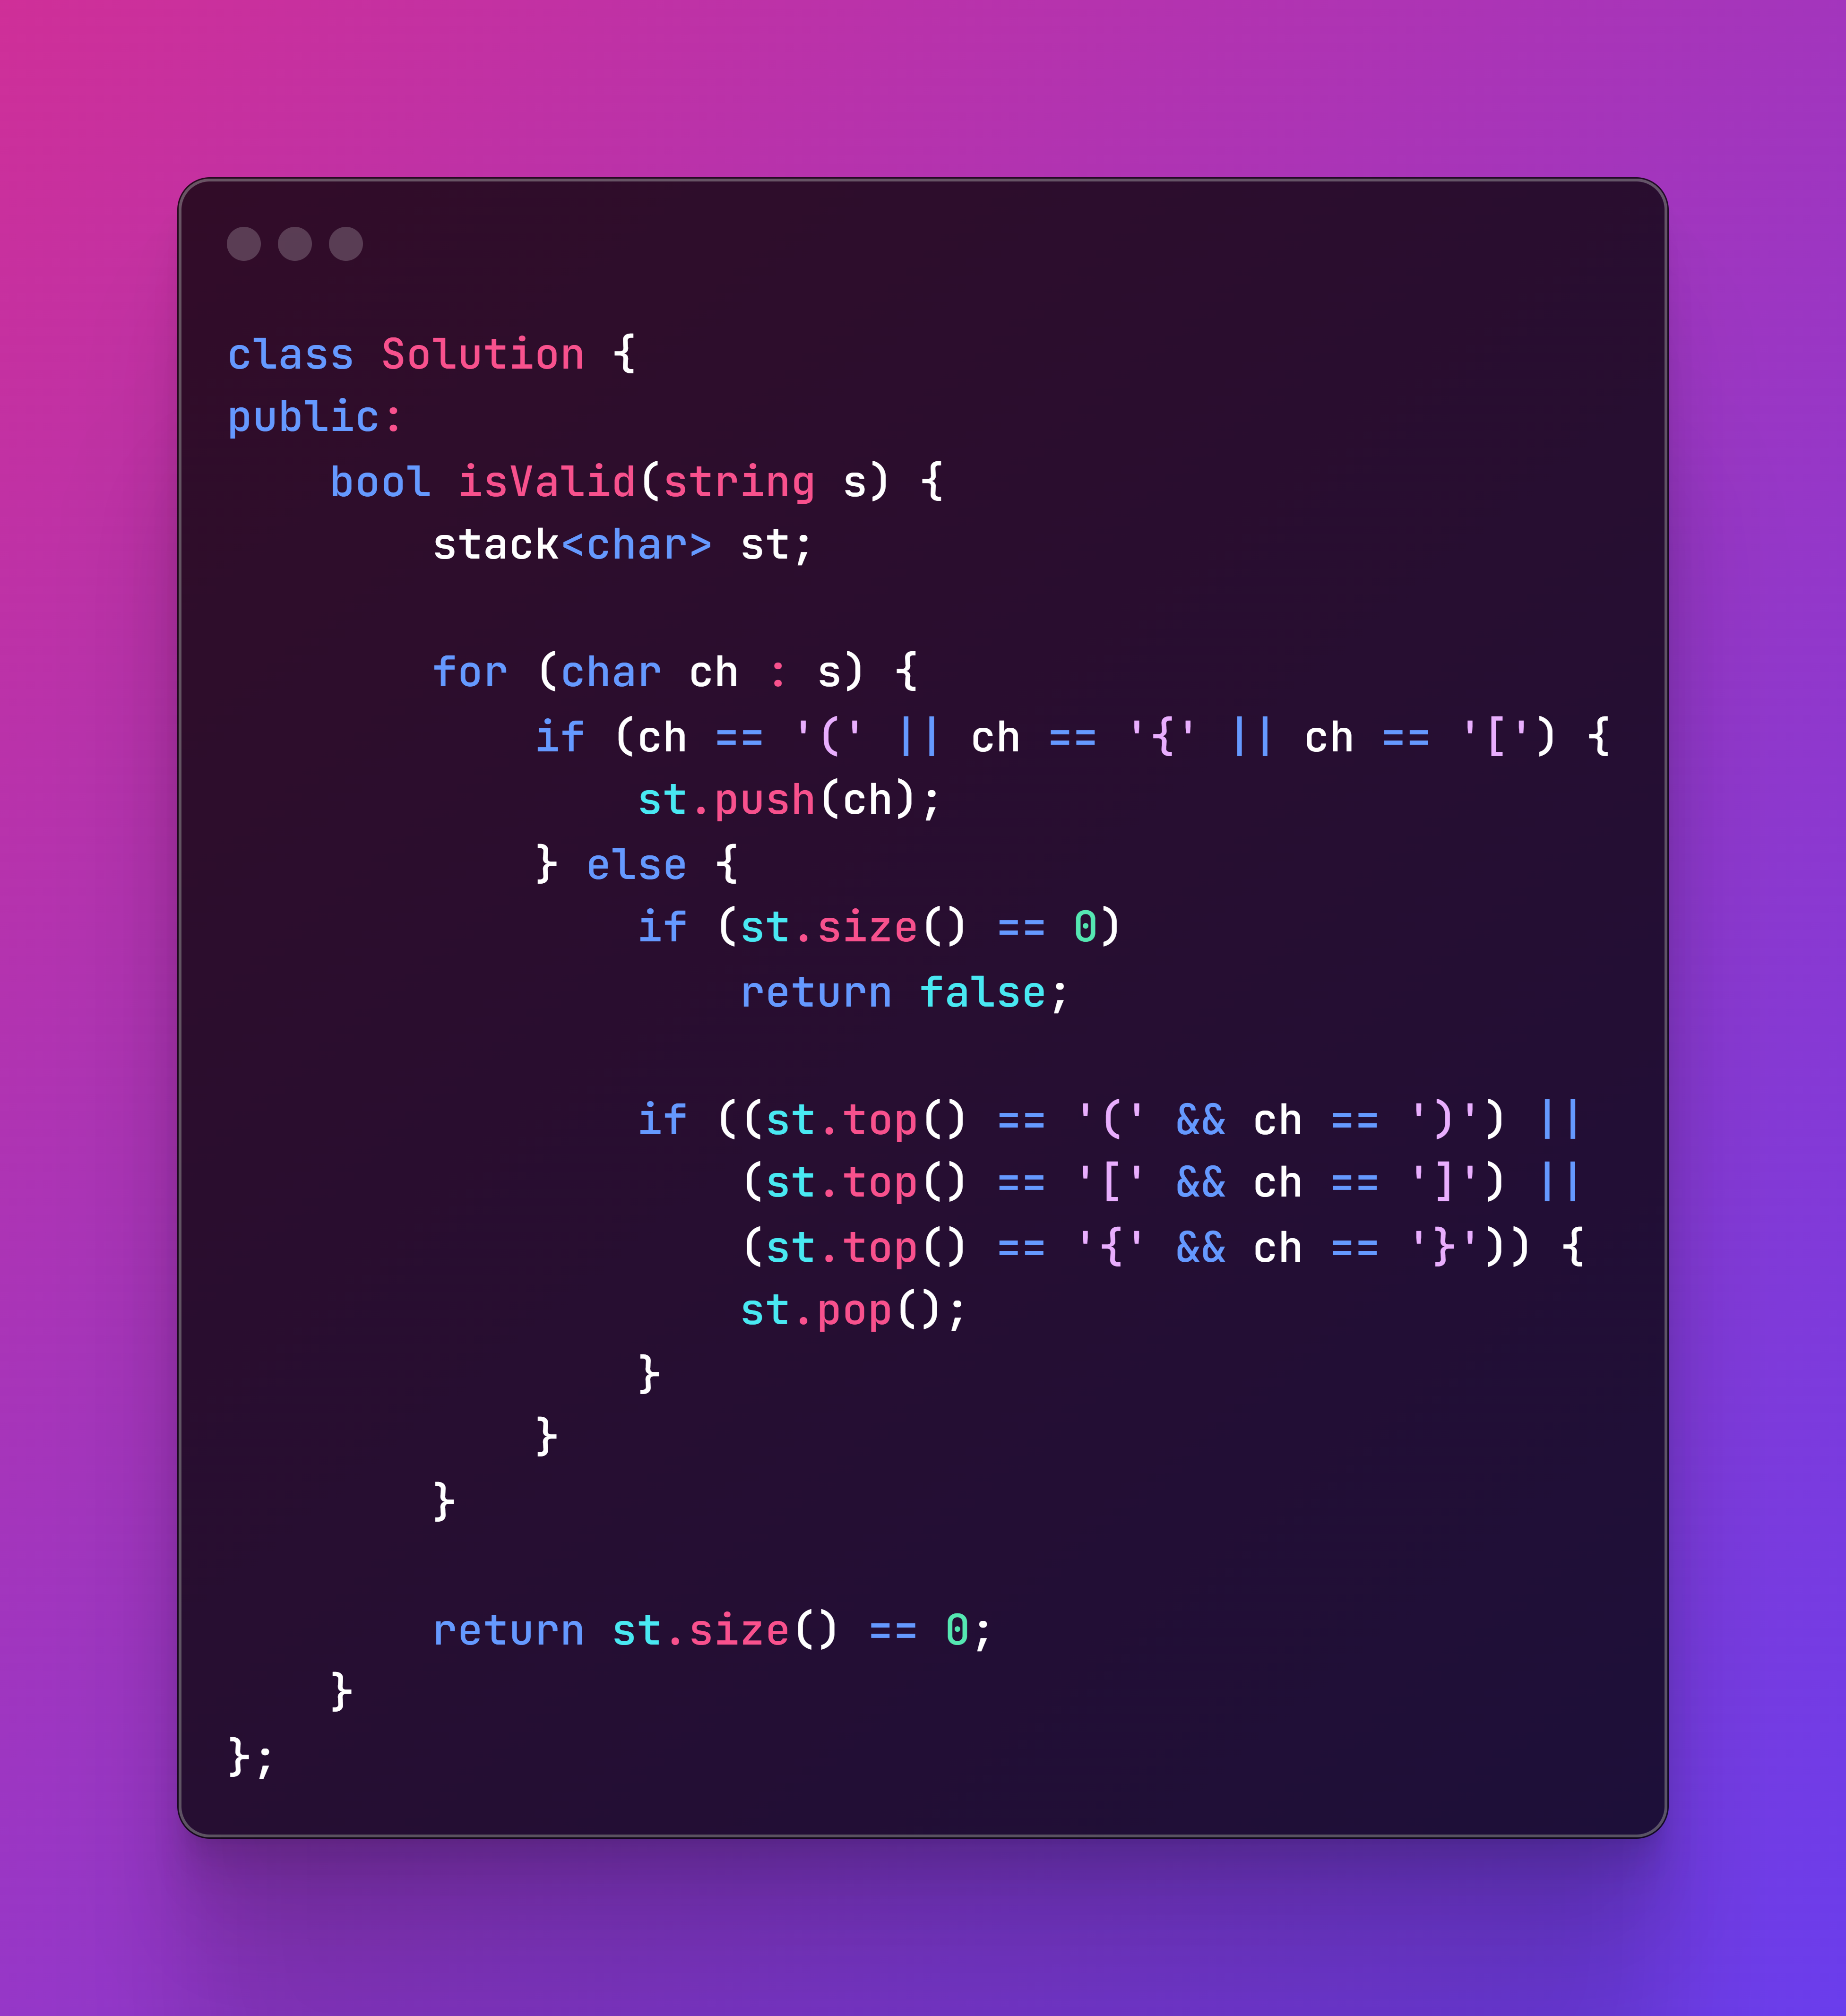 class Solution {
public:
    bool isValid(string s) {
        stack<char> st;

        for (char ch : s) {
            if (ch == '(' || ch == '{' || ch == '[') {
                st.push(ch);
            } else {
                if (st.size() == 0)
                    return false;

                if ((st.top() == '(' && ch == ')') ||
                    (st.top() == '[' && ch == ']') ||
                    (st.top() == '{' && ch == '}')) {
                    st.pop();
                }
            }
        }

        return st.size() == 0;
    }
};